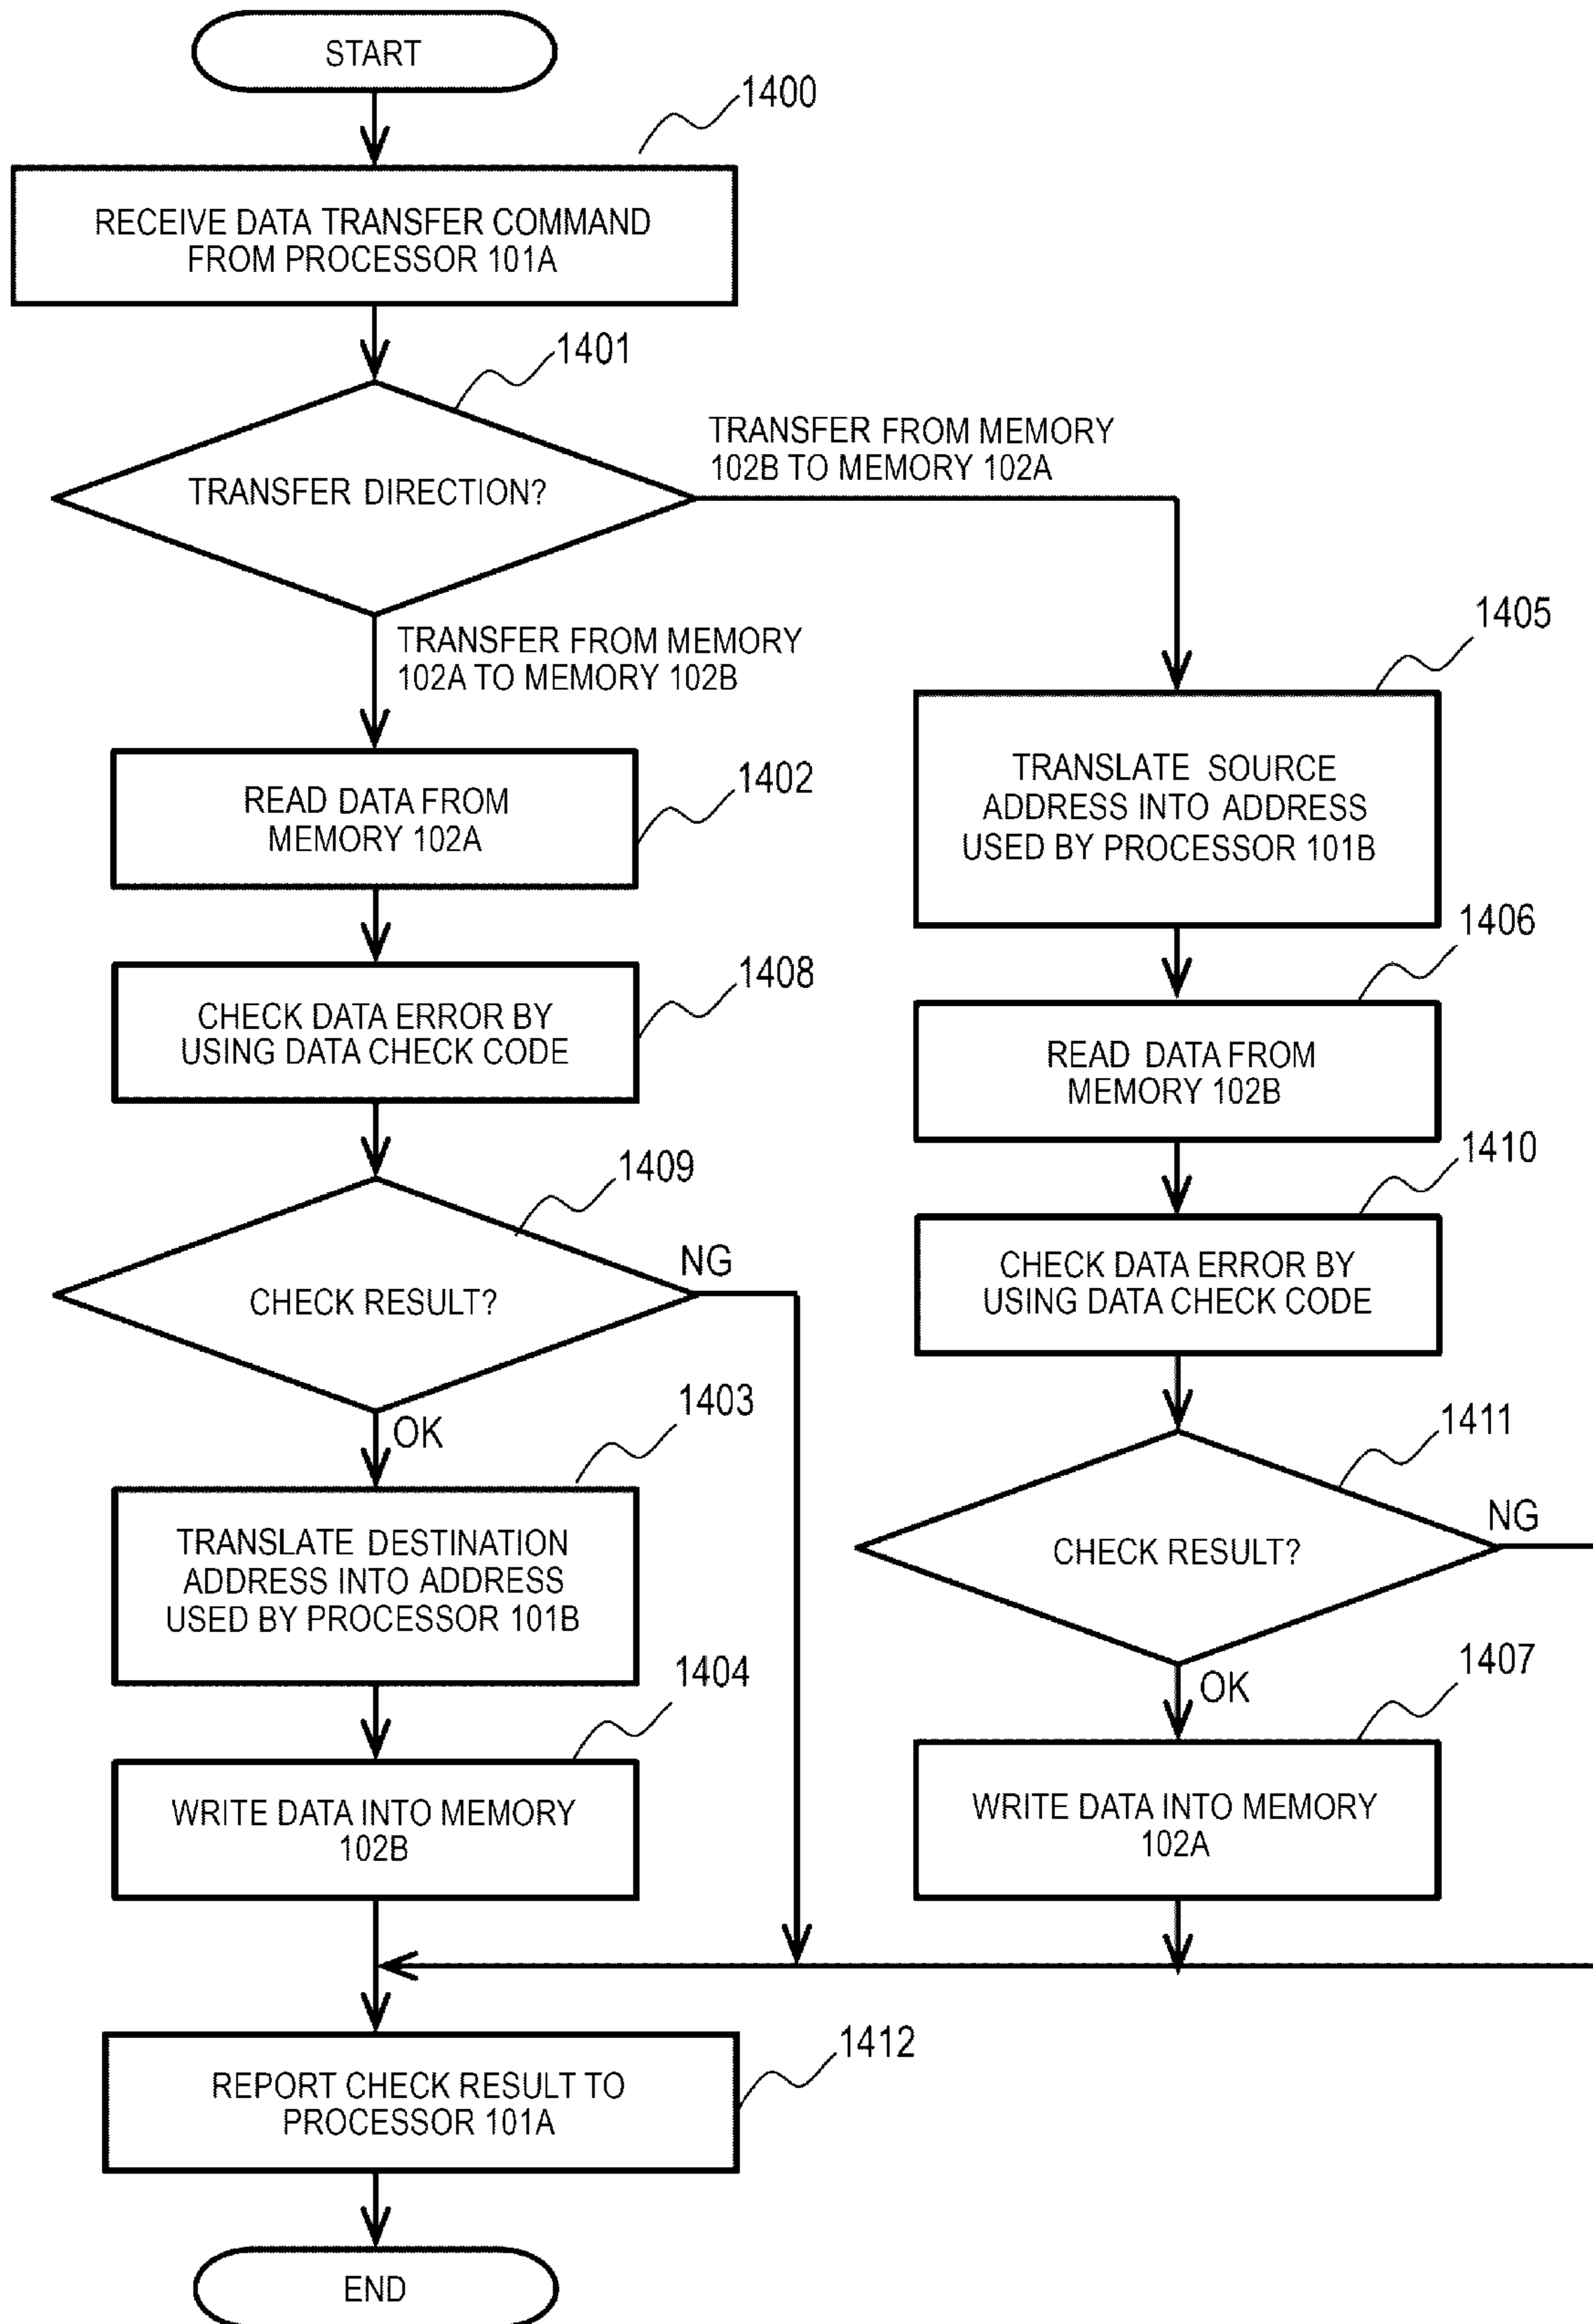 START
1400
RECEIVE DATA TRANSFER COMMAND
FROM PROCESSOR 101A
1401
TRANSFER DIRECTION?
TRANSFER FROM MEMORY
102B TO MEMORY 102A
TRANSFER FROM MEMORY
102A TO MEMORY 102B
1402
READ DATA FROM
MEMORY 102A
1408
CHECK DATA ERROR BY
USING DATA CHECK CODE
1409
CHECK RESULT?
NG
OK
1403
TRANSLATE DESTINATION
ADDRESS INTO ADDRESS
USED BY PROCESSOR 101B
1404
WRITE DATA INTO MEMORY
102B
1405
TRANSLATE SOURCE
ADDRESS INTO ADDRESS
USED BY PROCESSOR 101B
1406
READ DATA FROM
MEMORY 102B
1410
CHECK DATA ERROR BY
USING DATA CHECK CODE
1411
CHECK RESULT?
NG
OK
1407
WRITE DATA INTO MEMORY
102A
1412
REPORT CHECK RESULT TO
PROCESSOR 101A
END